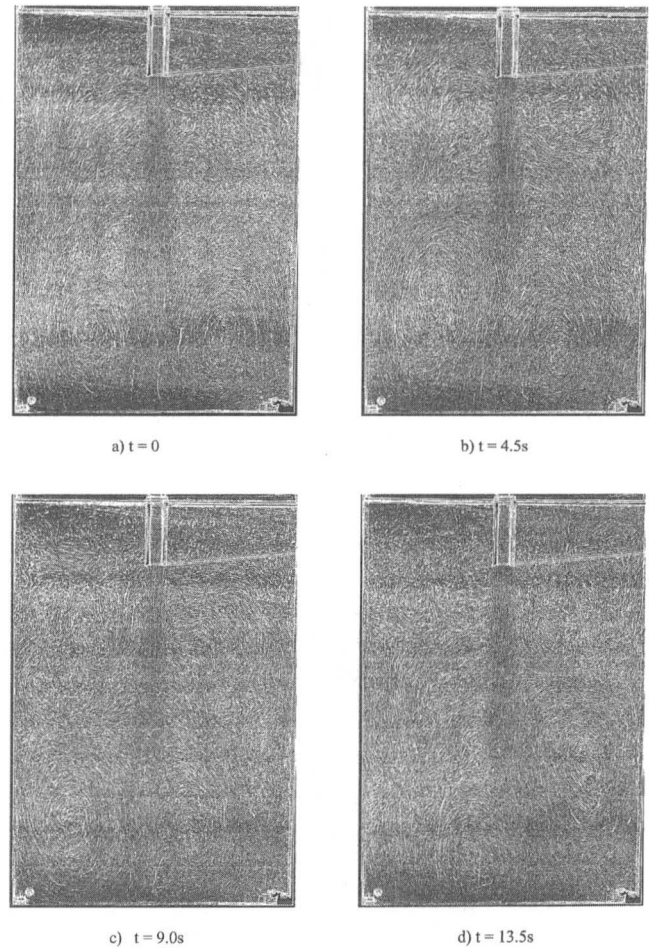 a) t = 0
b) t = 4.5s
c) t = 9.0s
d) t = 13.5s